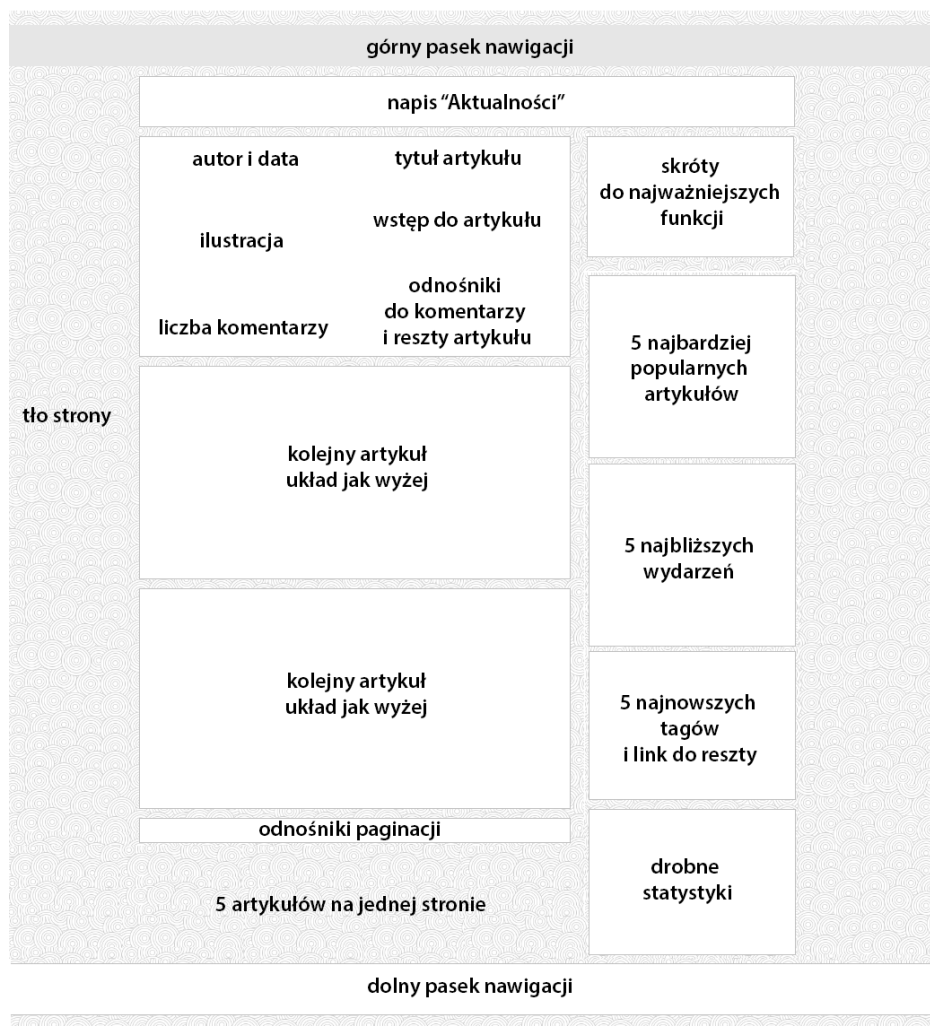 górny pasek nawigacji
napis “Aktualności”
autor i data
tytuł artykułu
wstęp do artykułu
ilustracja
odnośniki
do komentarzy
i reszty artykułu
liczba komentarzy
skróty
do najważniejszych
funkcji
5 najbardziej
popularnych
artykułów
tło strony
kolejny artykuł
układ jak wyżej
5 najbliższych
wydarzeń
kolejny artykuł
układ jak wyżej
5 najnowszych
tagów
i link do reszty
odnośniki paginacji
drobne
statystyki
5 artykułów na jednej stronie
dolny pasek nawigacji